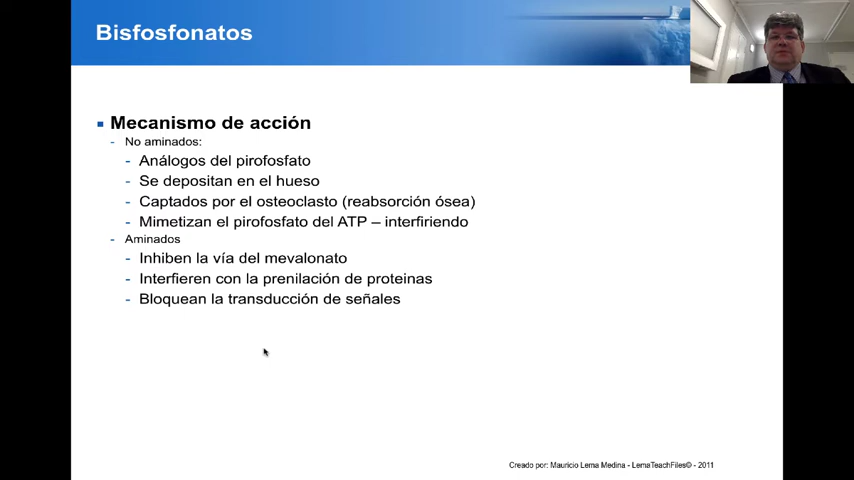 Bisfosfonatos
Mecanismo de acción
No aminados:
Análogos del pirofosfato
Se depositan en el hueso
Captados por el osteoclasto (reabsorción ósea)
Mimetizan el pirofosfato del ATP – interfiriendo
Aminados
Inhiben la vía del mevalonato
Interfieren con la prenilación de proteinas
Bloquean la transducción de señales
Creado por: Mauricio Lema Medina - LemaTeachFiles© - 2011